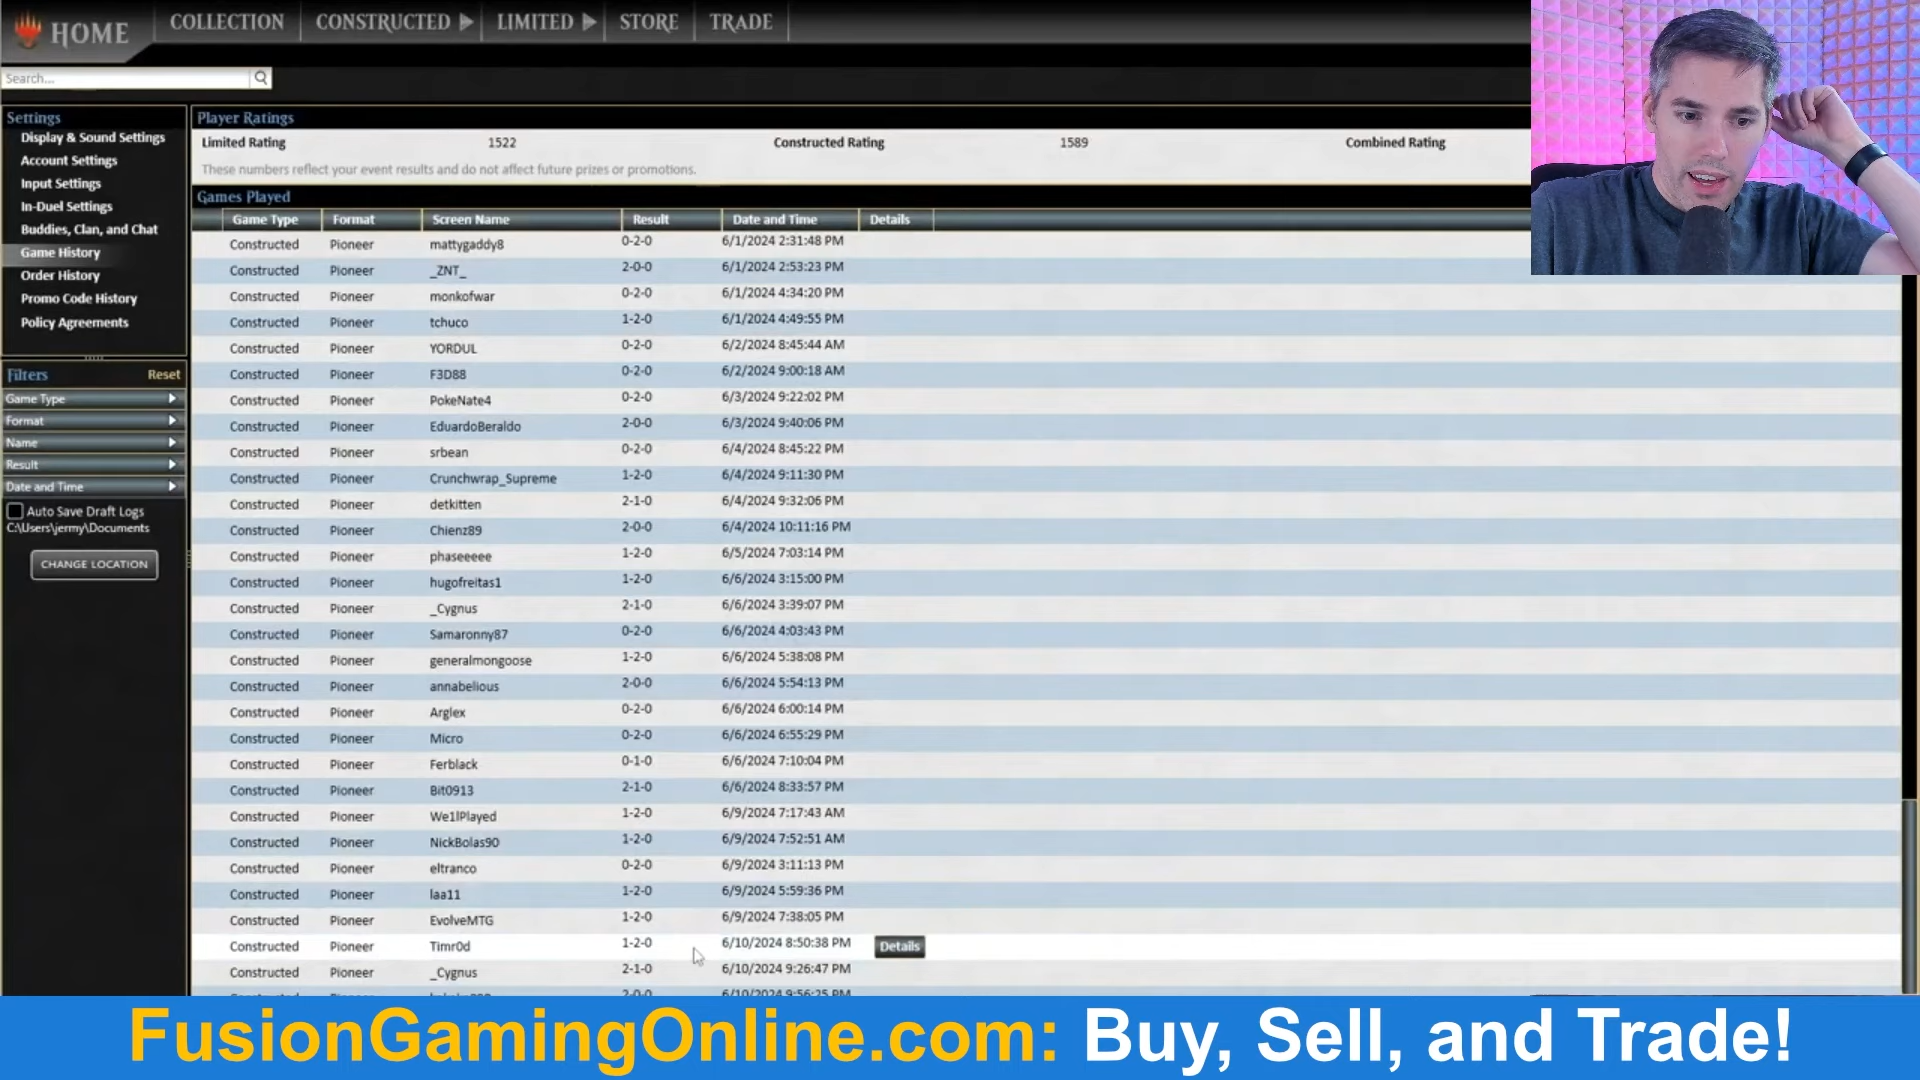 HOME COLLECTION CONSTRUCTED LIMITED STORE TRADE
Search...
Settings
Display & Sound Settings
Account Settings
Input Settings
In-Duel Settings
Buddies, Clan, and Chat
Game History
Order History
Promo Code History
Policy Agreements
Filters Reset
Game Type
Format
Name
Result
Date and Time
Auto Save Draft Logs
C:\Users\jermy\Documents
CHANGE LOCATION
Player Ratings
Limited Rating 1522 Constructed Rating 1589 Combined Rating
These numbers reflect your event results and do not affect future prizes or promotions.
Games Played
Game Type Format Screen Name Result Date and Time Details
Constructed Pioneer mattygaddy8 0-2-0 6/1/2024 2:31:48 PM
Constructed Pioneer _ZNT_ 2-0-0 6/1/2024 2:53:23 PM
Constructed Pioneer monkofwar 0-2-0 6/1/2024 4:34:20 PM
Constructed Pioneer tchuco 1-2-0 6/1/2024 4:49:55 PM
Constructed Pioneer YORDUL 0-2-0 6/2/2024 8:45:44 AM
Constructed Pioneer F3D88 0-2-0 6/2/2024 9:00:18 AM
Constructed Pioneer PokeNate4 0-2-0 6/3/2024 9:22:02 PM
Constructed Pioneer EduardoBeraldo 2-0-0 6/3/2024 9:40:06 PM
Constructed Pioneer srbean 0-2-0 6/4/2024 8:45:22 PM
Constructed Pioneer Crunchwrap_Supreme 1-2-0 6/4/2024 9:11:30 PM
Constructed Pioneer detkitten 2-1-0 6/4/2024 9:32:06 PM
Constructed Pioneer Chienz89 2-0-0 6/4/2024 10:11:16 PM
Constructed Pioneer phaseeeee 1-2-0 6/5/2024 7:03:14 PM
Constructed Pioneer hugofreitas1 1-2-0 6/6/2024 3:15:00 PM
Constructed Pioneer _Cygnus 2-1-0 6/6/2024 3:39:07 PM
Constructed Pioneer Samaronny87 0-2-0 6/6/2024 4:03:43 PM
Constructed Pioneer generalmongoose 1-2-0 6/6/2024 5:38:08 PM
Constructed Pioneer annabelious 2-0-0 6/6/2024 5:54:13 PM
Constructed Pioneer Arglex 0-2-0 6/6/2024 6:00:14 PM
Constructed Pioneer Micro 0-2-0 6/6/2024 6:55:29 PM
Constructed Pioneer Ferblack 0-1-0 6/6/2024 7:10:04 PM
Constructed Pioneer Bit0913 2-1-0 6/6/2024 8:33:57 PM
Constructed Pioneer We1lPlayed 1-2-0 6/9/2024 7:17:43 AM
Constructed Pioneer NickBolas90 1-2-0 6/9/2024 7:52:51 AM
Constructed Pioneer eltranco 0-2-0 6/9/2024 3:11:13 PM
Constructed Pioneer laa11 1-2-0 6/9/2024 5:59:36 PM
Constructed Pioneer EvolveMTG 1-2-0 6/9/2024 7:38:05 PM
Constructed Pioneer Timr0d 1-2-0 6/10/2024 8:50:38 PM Details
Constructed Pioneer _Cygnus 2-1-0 6/10/2024 9:26:47 PM
2-0-0 6/10/2024 9:56:25 PM
FusionGamingOnline.com: Buy, Sell, and Trade!